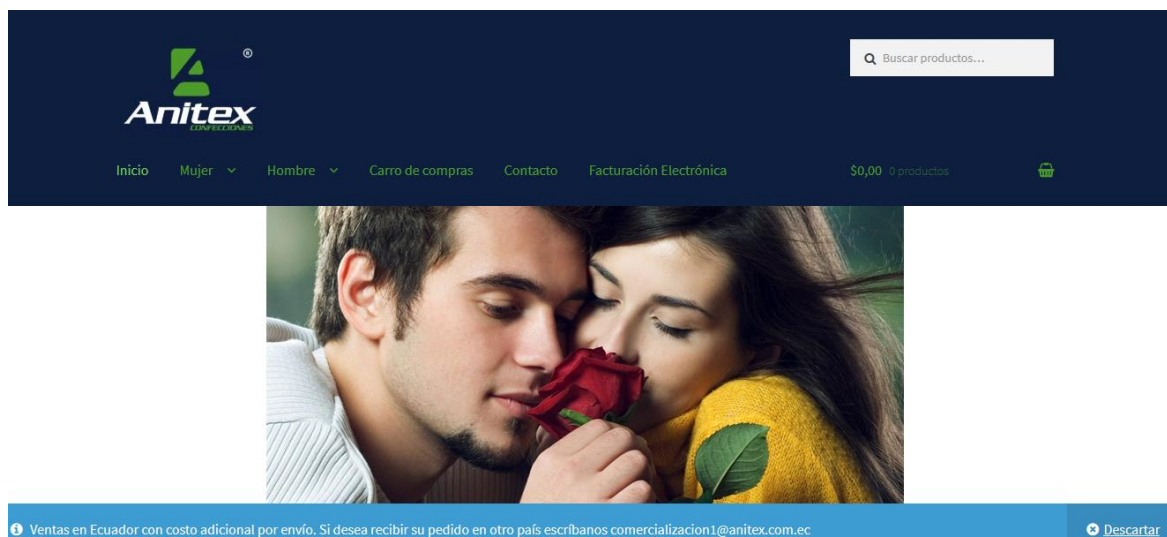 ®
Buscar productos...
Anitex
CONFECCIONES
Inicio Mujer Hombre Carro de compras Contacto Facturación Electrónica $0,00 0 productos
Ventas en Ecuador con costo adicional por envío. Si desea recibir su pedido en otro país escríbanos comercializacion1@anitex.com.ec Descartar